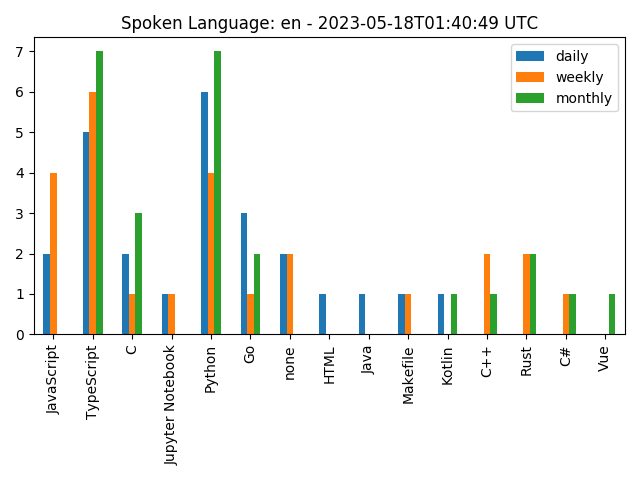 Spoken Language: en - 2023-05-18T01:40:49 UTC
daily
weekly
monthly
7
6
5
4
3
2
1
0
JavaScript
TypeScript
C
Jupyter Notebook
Python
Go
none
HTML
Java
Makefile
Kotlin
C++
Rust
C#
Vue